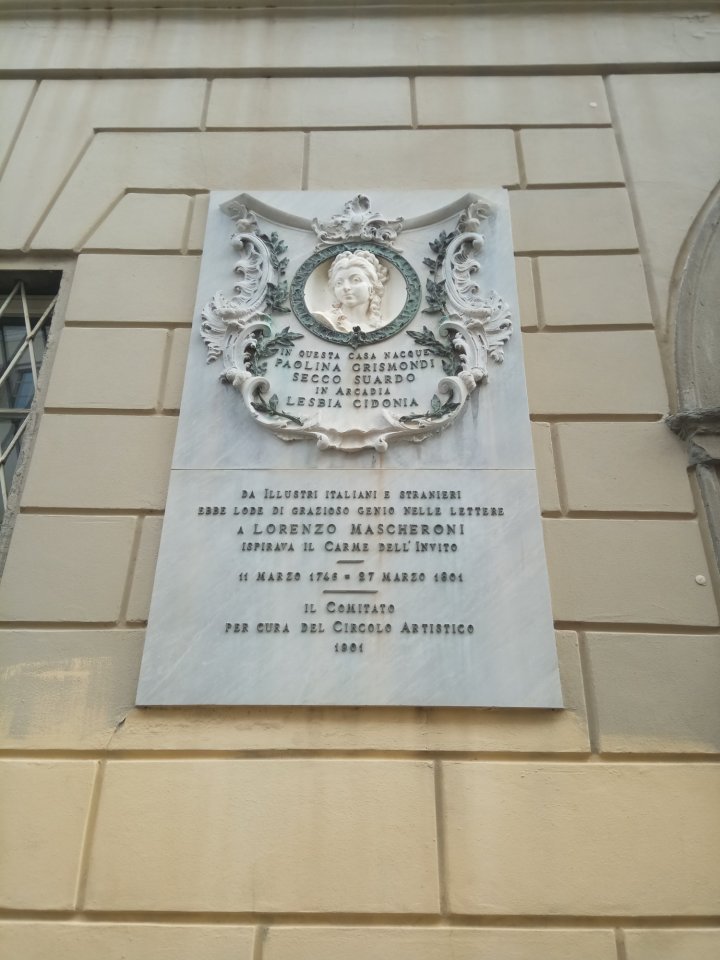 IN QUESTA CASA NACQUE
PAOLINA GRISMONDI
SECCO SUARDO
IN ARCADIA
LESBIA CIDONIA
DA ILLUSTRI ITALIANI E STRANIERI
EBBE LODE DI GRAZIOSO GENIO NELLE LETTERE
A LORENZO MASCHERONI
ISPIRAVA IL CARME DELL'INVITO
11 MARZO 1746 = 27 MARZO 1801
IL COMITATO
PER CURA DEL CIRCOLO ARTISTICO
1901